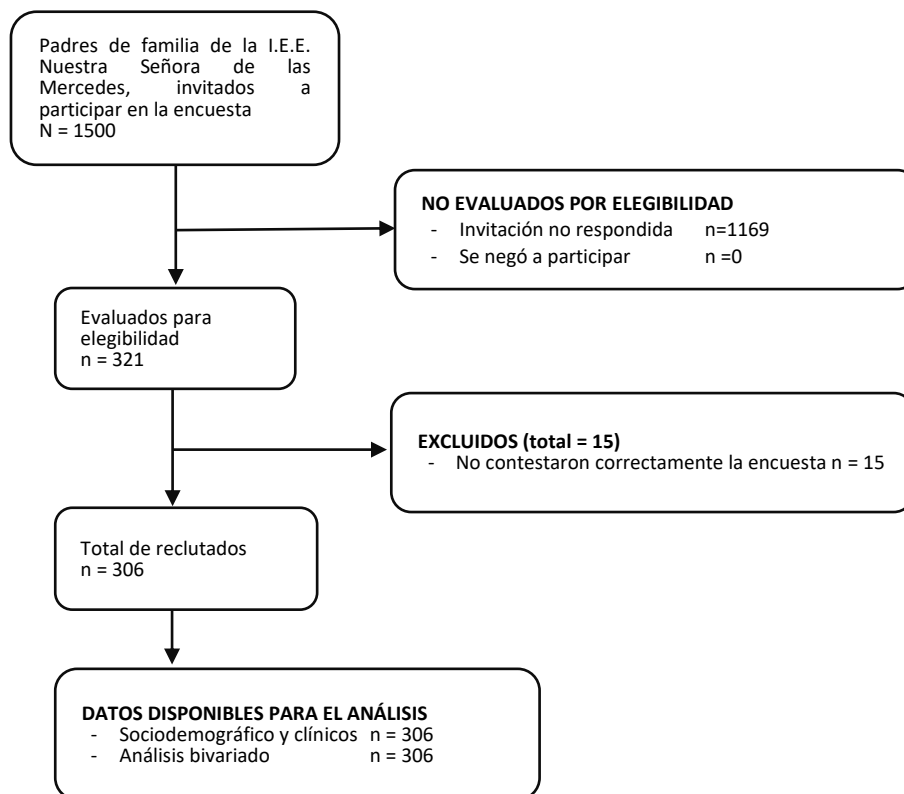 Padres de familia de la I.E.E.
Nuestra Señora de las
Mercedes, invitados a
participar en la encuesta
N = 1500
NO EVALUADOS POR ELEGIBILIDAD
- Invitación no respondida n=1169
- Se negó a participar n =0
Evaluados para
elegibilidad
n = 321
EXCLUIDOS (total = 15)
- No contestaron correctamente la encuesta n = 15
Total de reclutados
n = 306
DATOS DISPONIBLES PARA EL ANÁLISIS
- Sociodemográfico y clínicos n = 306
- Análisis bivariado n = 306